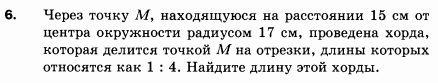 6. Через точку M, находящуюся на расстоянии 15 см от
центра окружности радиусом 17 см, проведена хорда,
которая делится точкой M на отрезки, длины которых
относятся как 1 : 4. Найдите длину этой хорды.